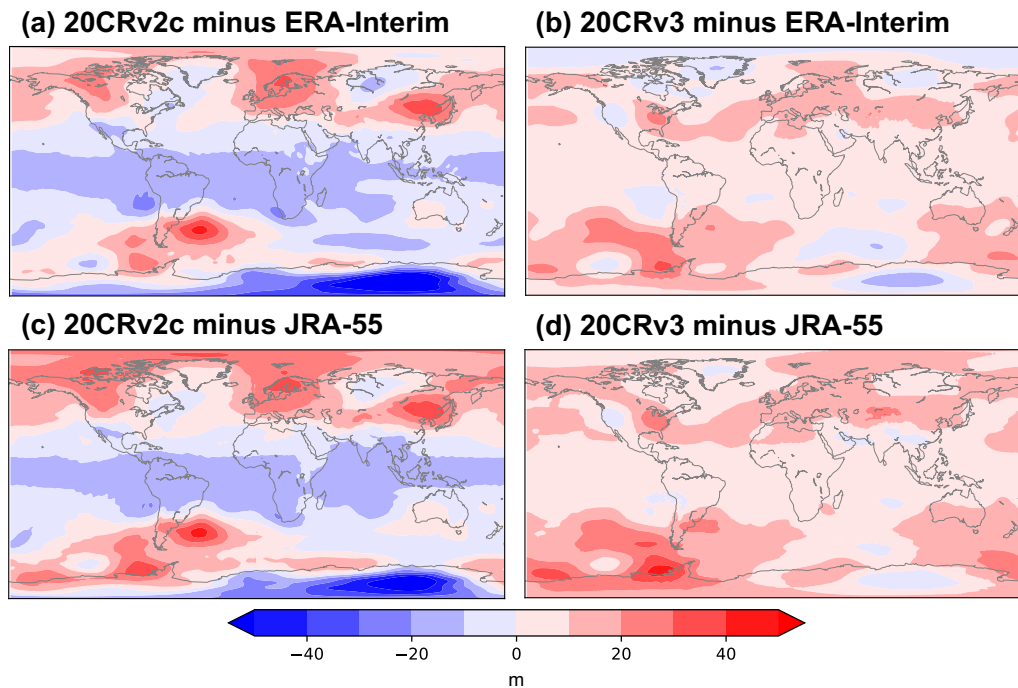 (a) 20CRv2c minus ERA-Interim
(b) 20CRv3 minus ERA-Interim
(c) 20CRv2c minus JRA-55
(d) 20CRv3 minus JRA-55
−40 −20 0 20 40
m